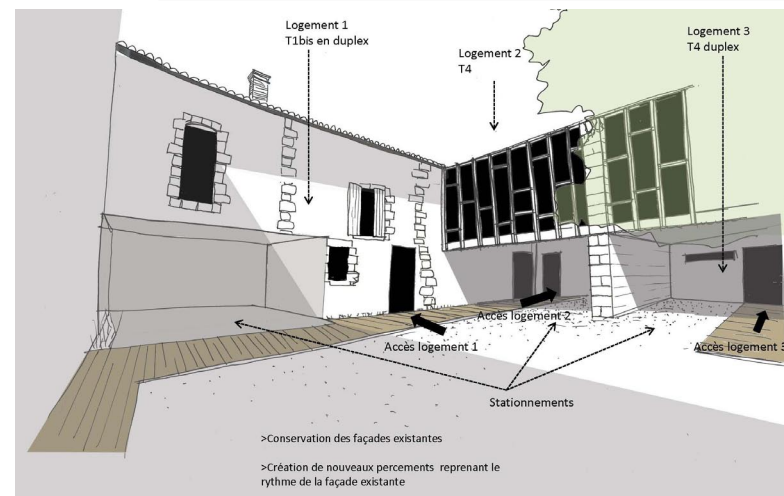 Logement 1
T1bis en duplex
Logement 2
T4
Logement 3
T4 duplex
Accès logement 2
Accès logement 1
Accès logement 3
Stationnements
>Conservation des façades existantes
>Création de nouveaux percements reprenant le
rythme de la façade existante